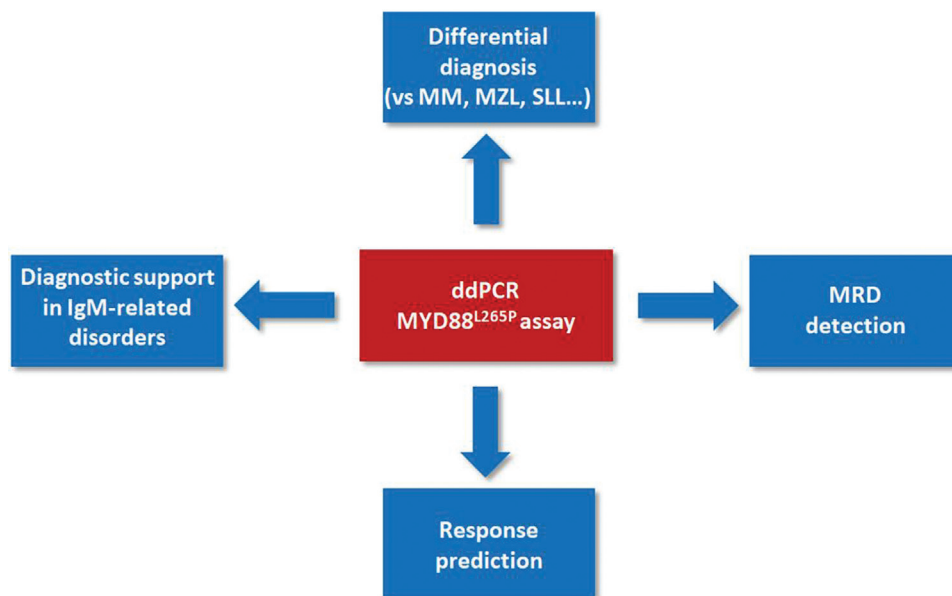 Differential
diagnosis
(vs MM, MZL, SLL...)
Diagnostic support
in IgM-related
disorders
ddPCR
MYD88ᴸ²⁶⁵ᴾ assay
MRD
detection
Response
prediction